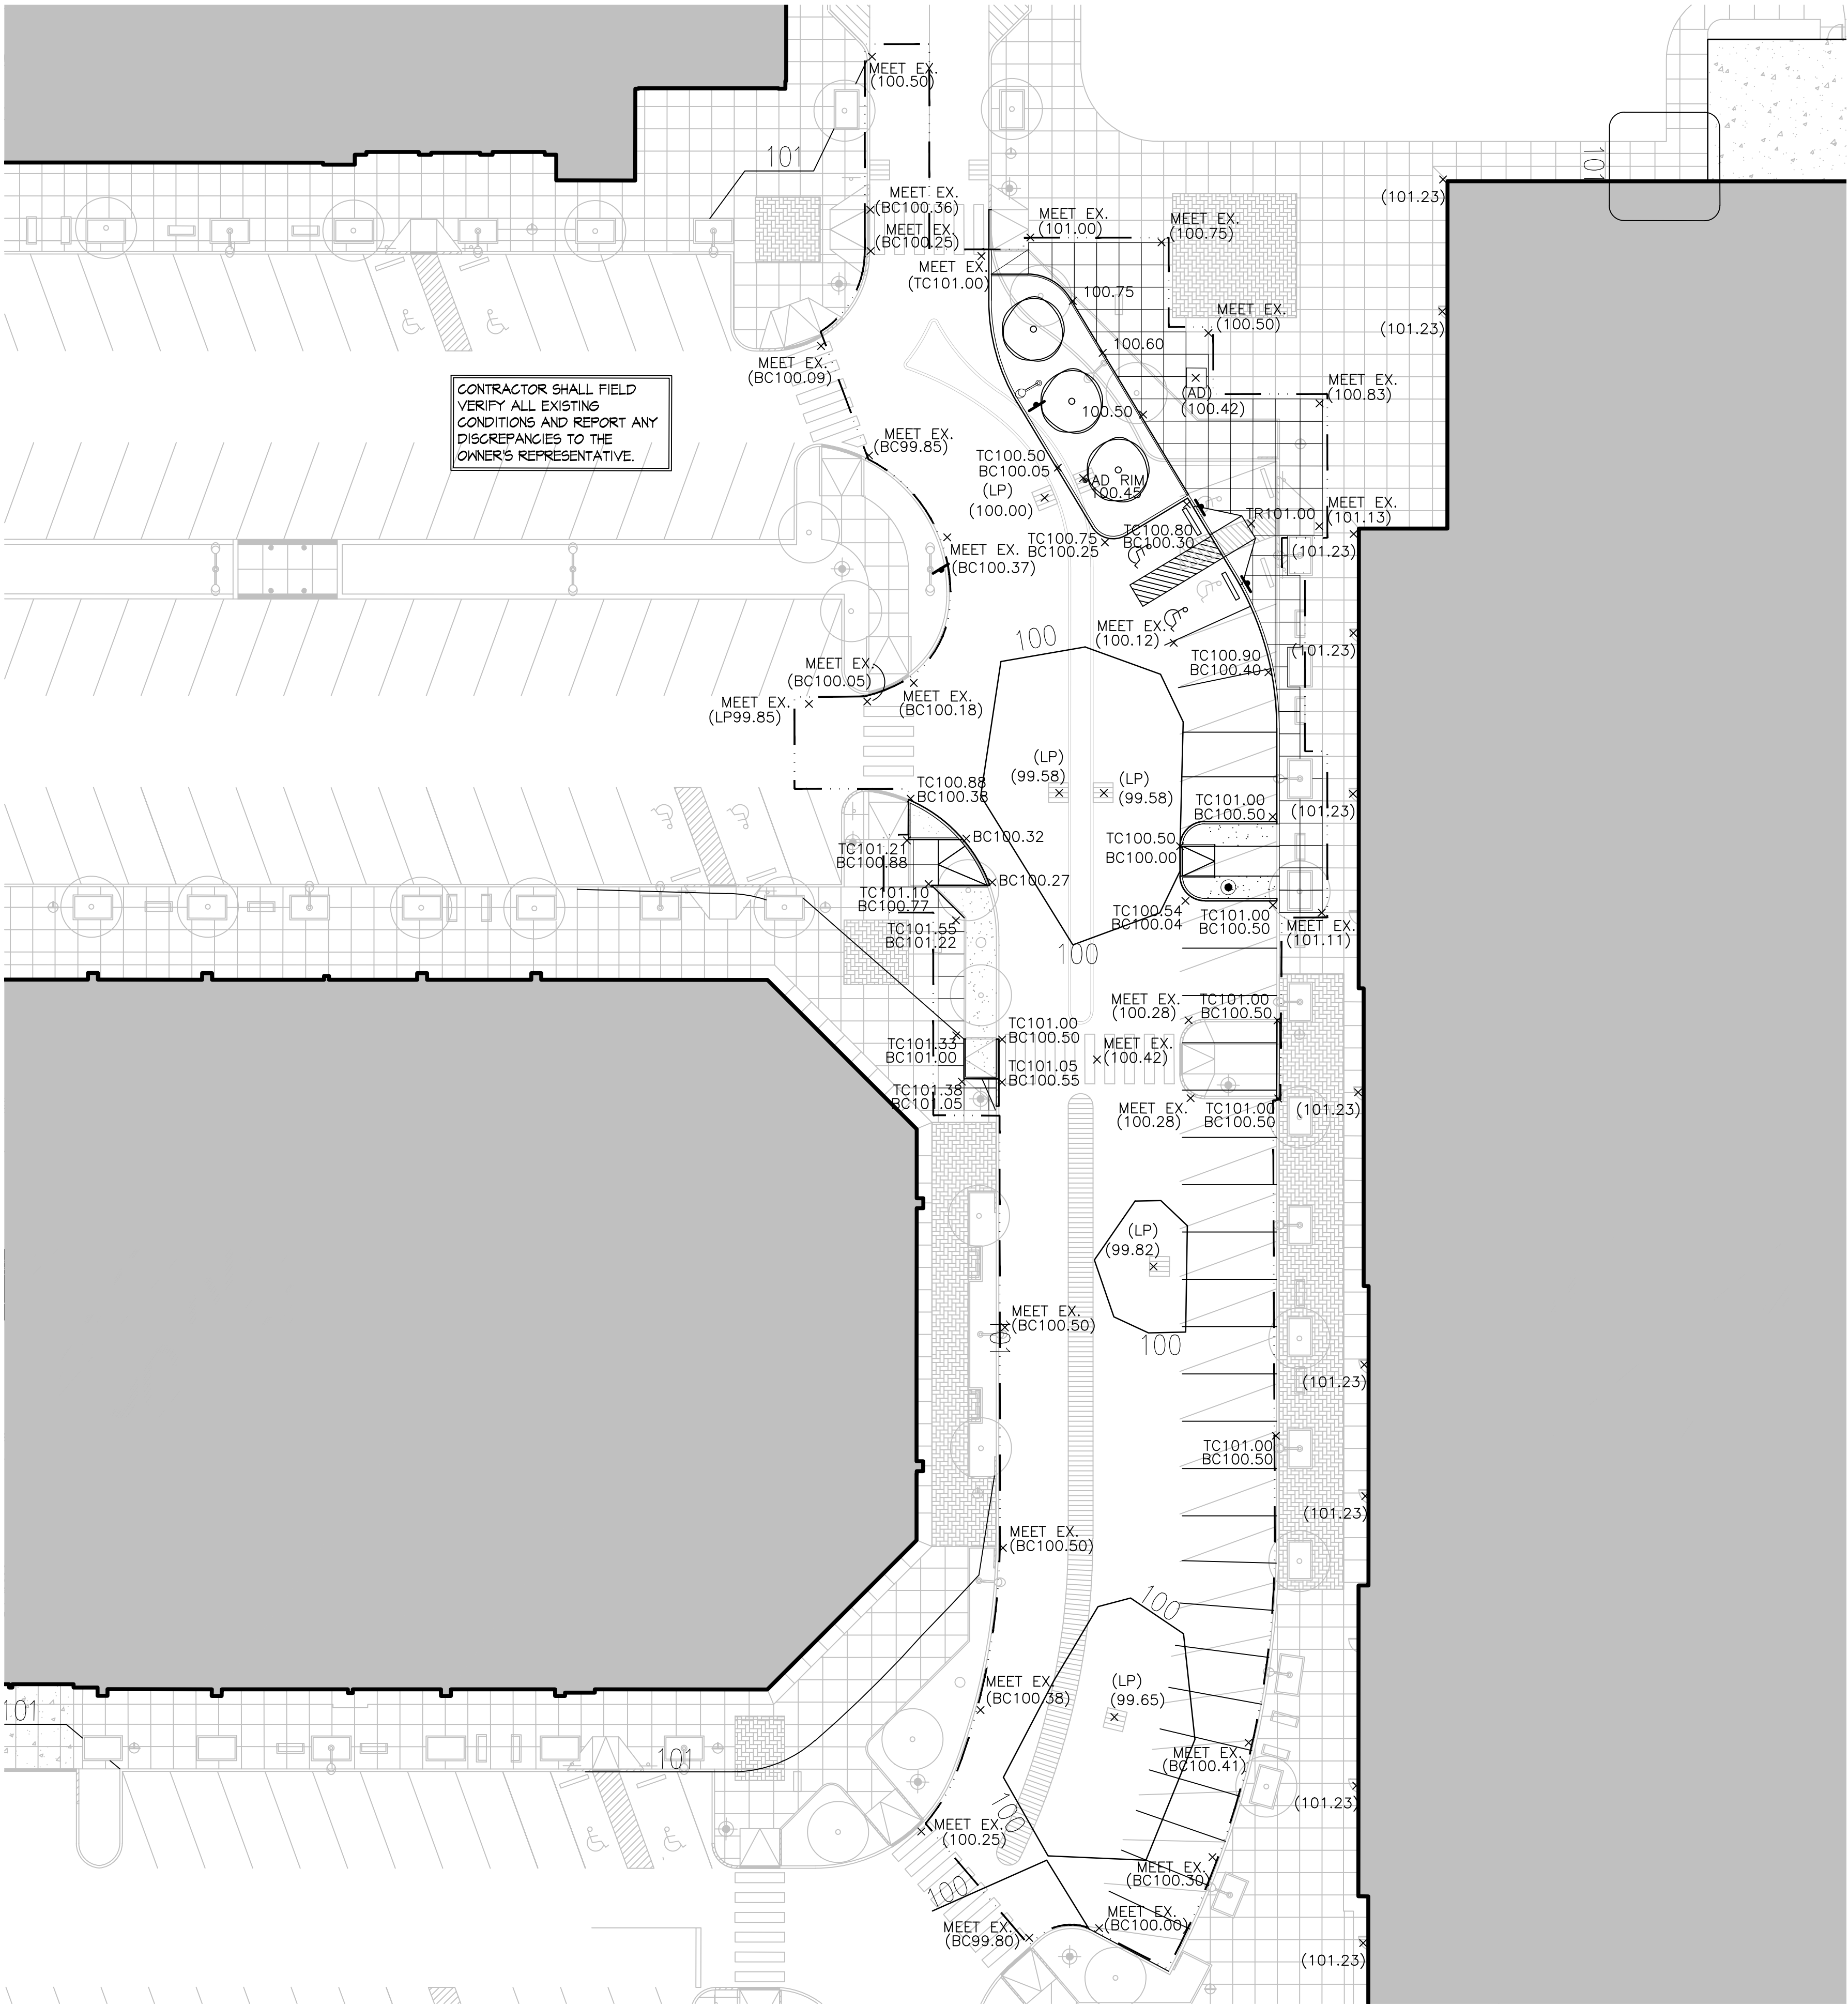 MEET EX.
(100.50)
101
101
MEET EX.
(BC100.36)
MEET EX.
(BC100.25)
MEET EX.
(TC101.00)
MEET EX.
(101.00)
MEET EX.
(100.75)
(101.23)
100.75
MEET EX.
(100.50)
(101.23)
100.60
MEET EX.
(BC100.09)
CONTRACTOR SHALL FIELD
VERIFY ALL EXISTING
CONDITIONS AND REPORT ANY
DISCREPANCIES TO THE
OWNER'S REPRESENTATIVE.
(AD)
(100.42)
MEET EX.
(100.83)
100.50
MEET EX.
(BC99.85)
TC100.50
BC100.05
(LP)
(100.00)
AD RIM
100.45
TR101.00
MEET EX.
(101.13)
TC100.75
BC100.25
TC100.80
BC100.30
(101.23)
MEET EX.
(BC100.37)
MEET EX.
(100.12)
100
(101.23)
TC100.90
BC100.40
MEET EX.
(BC100.05)
MEET EX.
(LP99.85)
MEET EX.
(BC100.18)
(LP)
(99.58)
(LP)
(99.58)
TC100.88
BC100.38
TC101.00
BC100.50
(101.23)
BC100.32
TC100.50
BC100.00
TC101.21
BC100.88
BC100.27
TC101.10
BC100.77
TC100.54
BC100.04
TC101.00
BC100.50
TC101.55
BC101.22
MEET EX.
(101.11)
100
MEET EX.
(100.28)
TC101.00
BC100.50
TC101.00
BC100.50
TC101.33
BC101.00
MEET EX.
(100.42)
TC101.05
BC100.55
TC101.38
BC101.05
MEET EX.
(100.28)
TC101.00
BC100.50
(101.23)
(LP)
(99.82)
MEET EX.
(BC100.50)
101
100
(101.23)
TC101.00
BC100.50
(101.23)
MEET EX.
(BC100.50)
100
MEET EX.
(BC100.38)
(LP)
(99.65)
101
101
MEET EX.
(BC100.41)
(101.23)
100
MEET EX.
(100.25)
MEET EX.
(BC100.30)
100
MEET EX.
(BC100.00)
MEET EX.
(BC99.80)
(101.23)